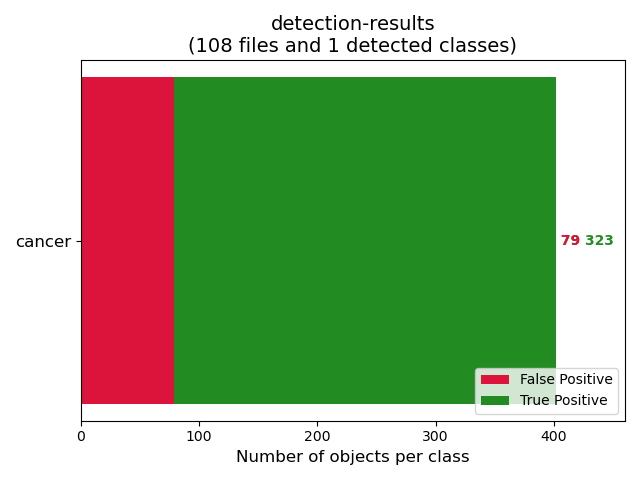 detection-results
(108 files and 1 detected classes)
cancer
79 323
False Positive
True Positive
0 100 200 300 400
Number of objects per class